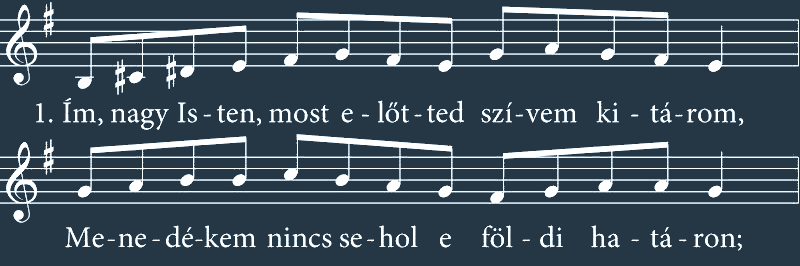 1. Ím, nagy Is - ten, most e - lőt - ted szí - vem ki - tá - rom,
Me - ne - dé - kem nincs se - hol e föl - di ha - tá - ron;